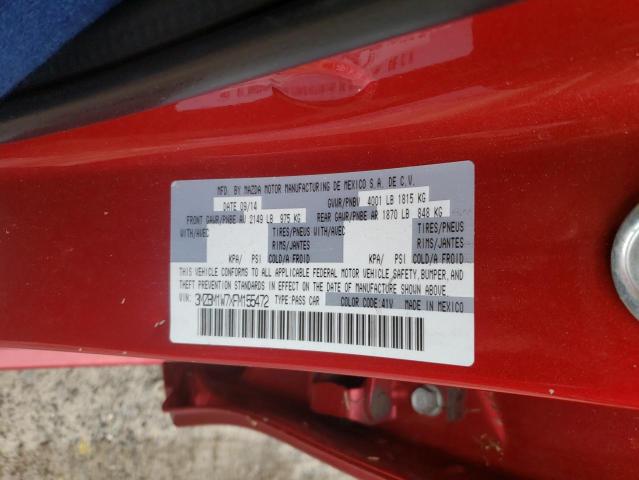 MFD. BY MAZDA MOTOR MANUFACTURING DE MEXICO S.A. DE C.V.
DATE 09/14 GVWR/PNBV 4001 LB 1815 KG
FRONT GAWR/PNBE AV 2149 LB 975 KG REAR GAWR/PNBE AR 1870 LB 848 KG
WITH/AVEC TIRES/PNEUS WITH/AVEC TIRES/PNEUS
RIMS/JANTES RIMS/JANTES
KPA/ PSI COLD/A FROID KPA/ PSI COLD/A FROID
THIS VEHICLE CONFORMS TO ALL APPLICABLE FEDERAL MOTOR VEHICLE SAFETY, BUMPER, AND
THEFT PREVENTION STANDARDS IN EFFECT ON THE DATE OF MANUFACTURE SHOWN ABOVE
VIN: 3MZBM1W7XFM155472 TYPE:PASS CAR COLOR CODE:41V MADE IN MEXICO